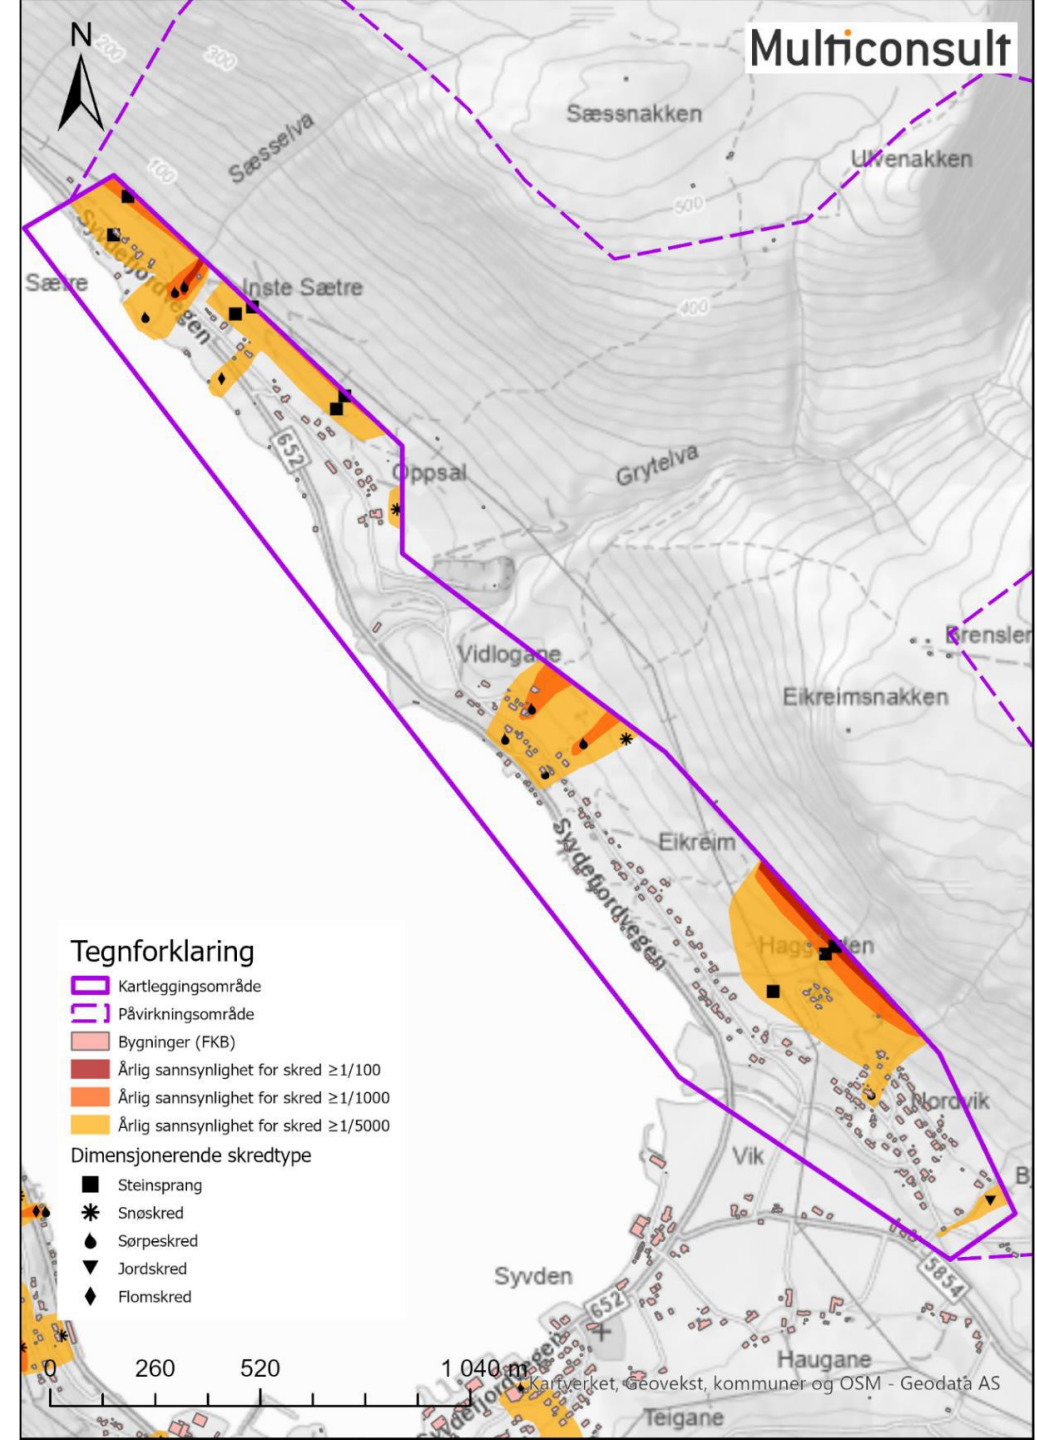 N
Multiconsult
200
300
Sæssnakken
Ulvenakken
Sæsselva
100
500
Syvdefjordvegen
Sætre
Inste Sætre
400
652
Oppsal
Grytelva
Vidlogane
Brensler
Eikreimsnakken
Eikreim
Syvdefjordvegen
Nordvik
Vik
Tegnforklaring
Kartleggingsområde
Påvirkningsområde
Bygninger (FKB)
Årlig sannsynlighet for skred ≥1/100
Årlig sannsynlighet for skred ≥1/1000
Årlig sannsynlighet for skred ≥1/5000
Dimensjonerende skredtype
Steinsprang
Snøskred
Sørpeskred
Jordskred
Flomskred
Syvden
652
5854
Haugane
Teigane
0 260 520 1 040 m
Kartverket, Geovekst, kommuner og OSM - Geodata AS